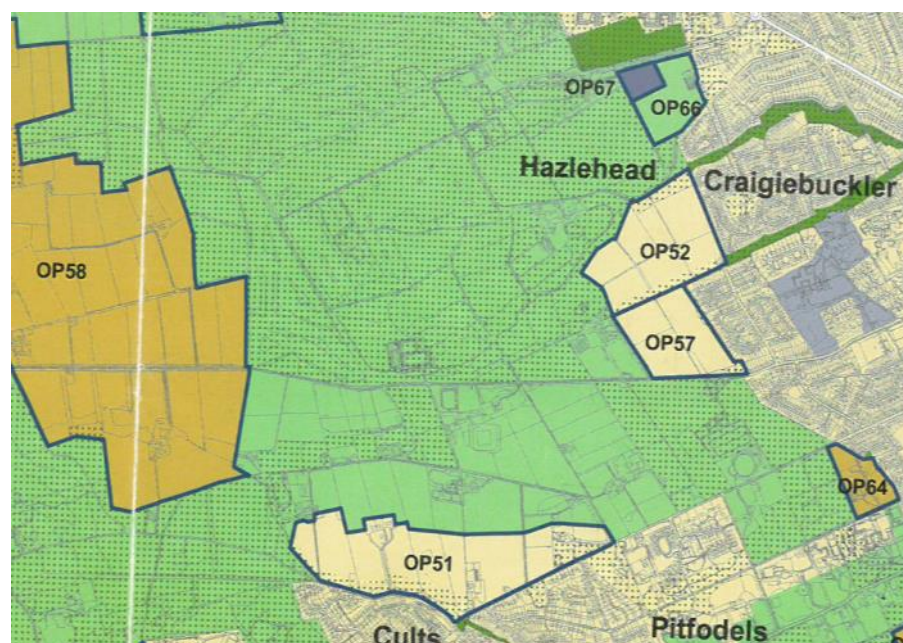 OP67
OP66
Hazlehead
Craigiebuckler
OP52
OP58
OP57
OP64
OP51
Cults
Pitfodels